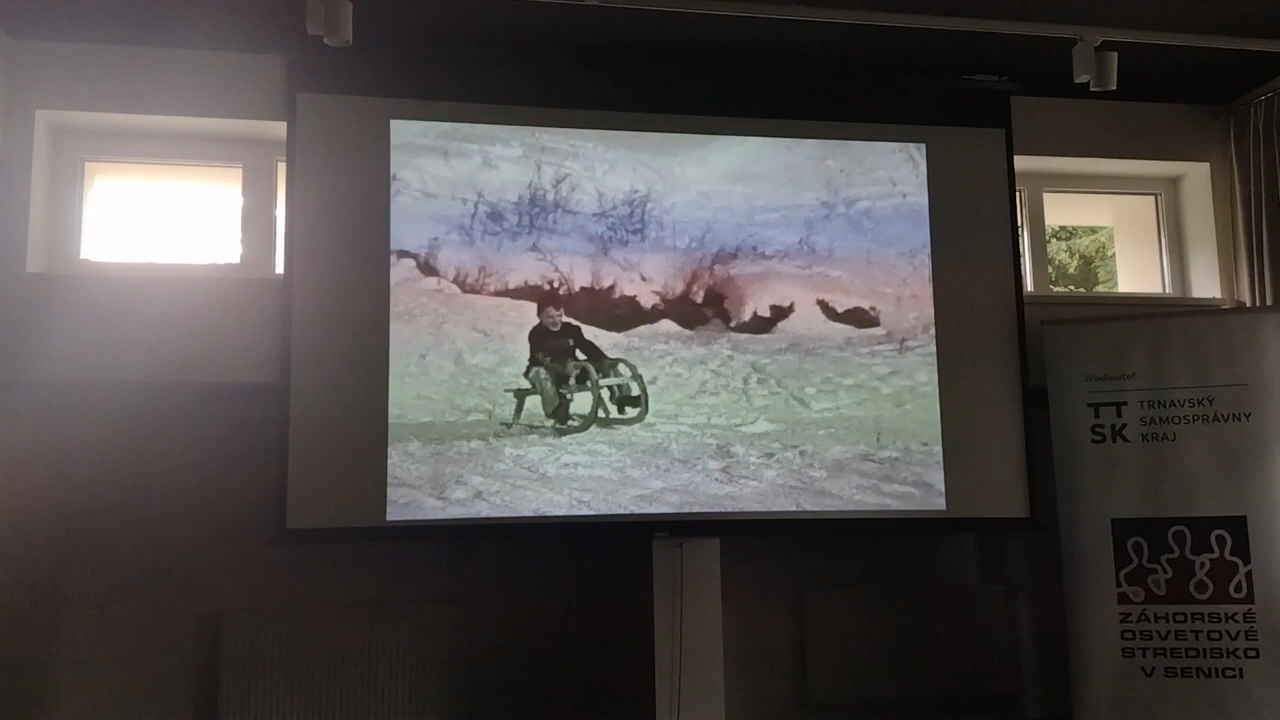 Zriaďovateľ:
TT
SK
TRNAVSKÝ
SAMOSPRÁVNY
KRAJ
ZÁHORSKÉ
OSVETOVÉ
STREDISKO
V SENICI